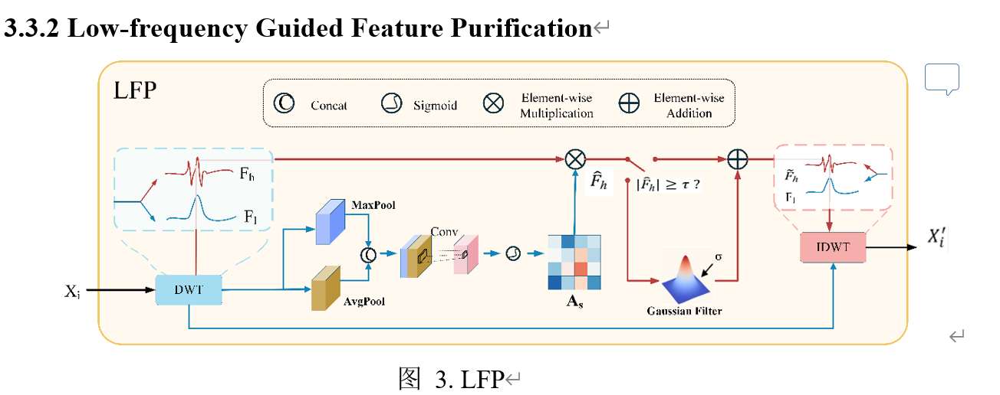 3.3.2 Low-frequency Guided Feature Purification
LFP
Concat
Sigmoid
Element-wise
Multiplication
Element-wise
Addition
Fh
Fl
F̂h
|F̂h| ≥ τ ?
F̃h
Fl
MaxPool
Conv
σ
IDWT
X′i
Xi
DWT
AvgPool
As
Gaussian Filter
图 3. LFP